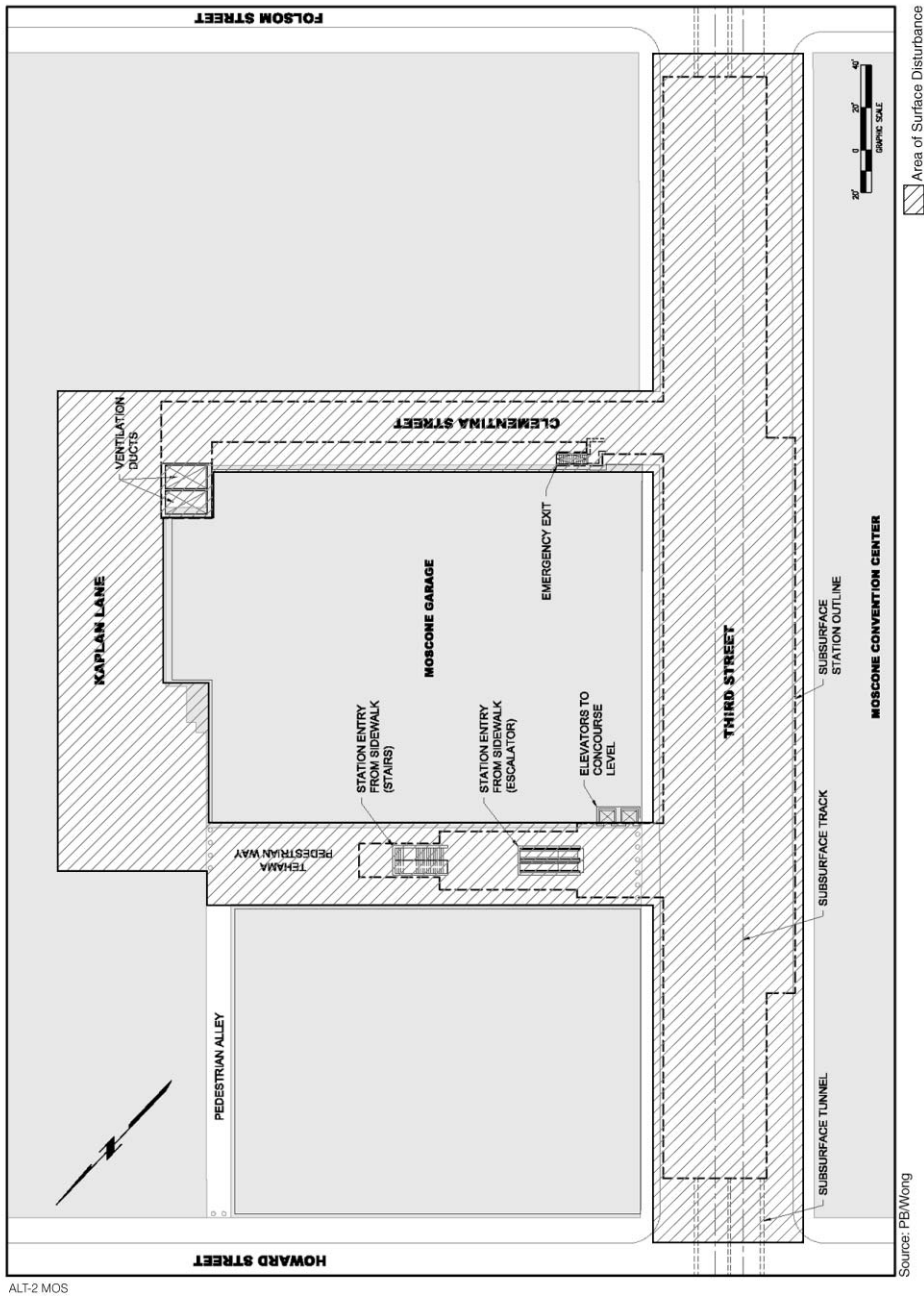 FOLSOM STREET
VENTILATION
DUCTS
KAPLAN LANE
CLEMENTINA STREET
EMERGENCY EXIT
MOSCONE GARAGE
STATION ENTRY
FROM SIDEWALK
(STAIRS)
STATION ENTRY
FROM SIDEWALK
(ESCALATOR)
ELEVATORS TO
CONCOURSE
LEVEL
TEHAMA
PEDESTRIAN WAY
PEDESTRIAN ALLEY
HOWARD STREET
THIRD STREET
SUBSURFACE
STATION OUTLINE
SUBSURFACE TRACK
SUBSURFACE TUNNEL
MOSCONE CONVENTION CENTER
20' 0 20' 40'
GRAPHIC SCALE
N
Area of Surface Disturbance
Source: PB/Wong
ALT-2 MOS